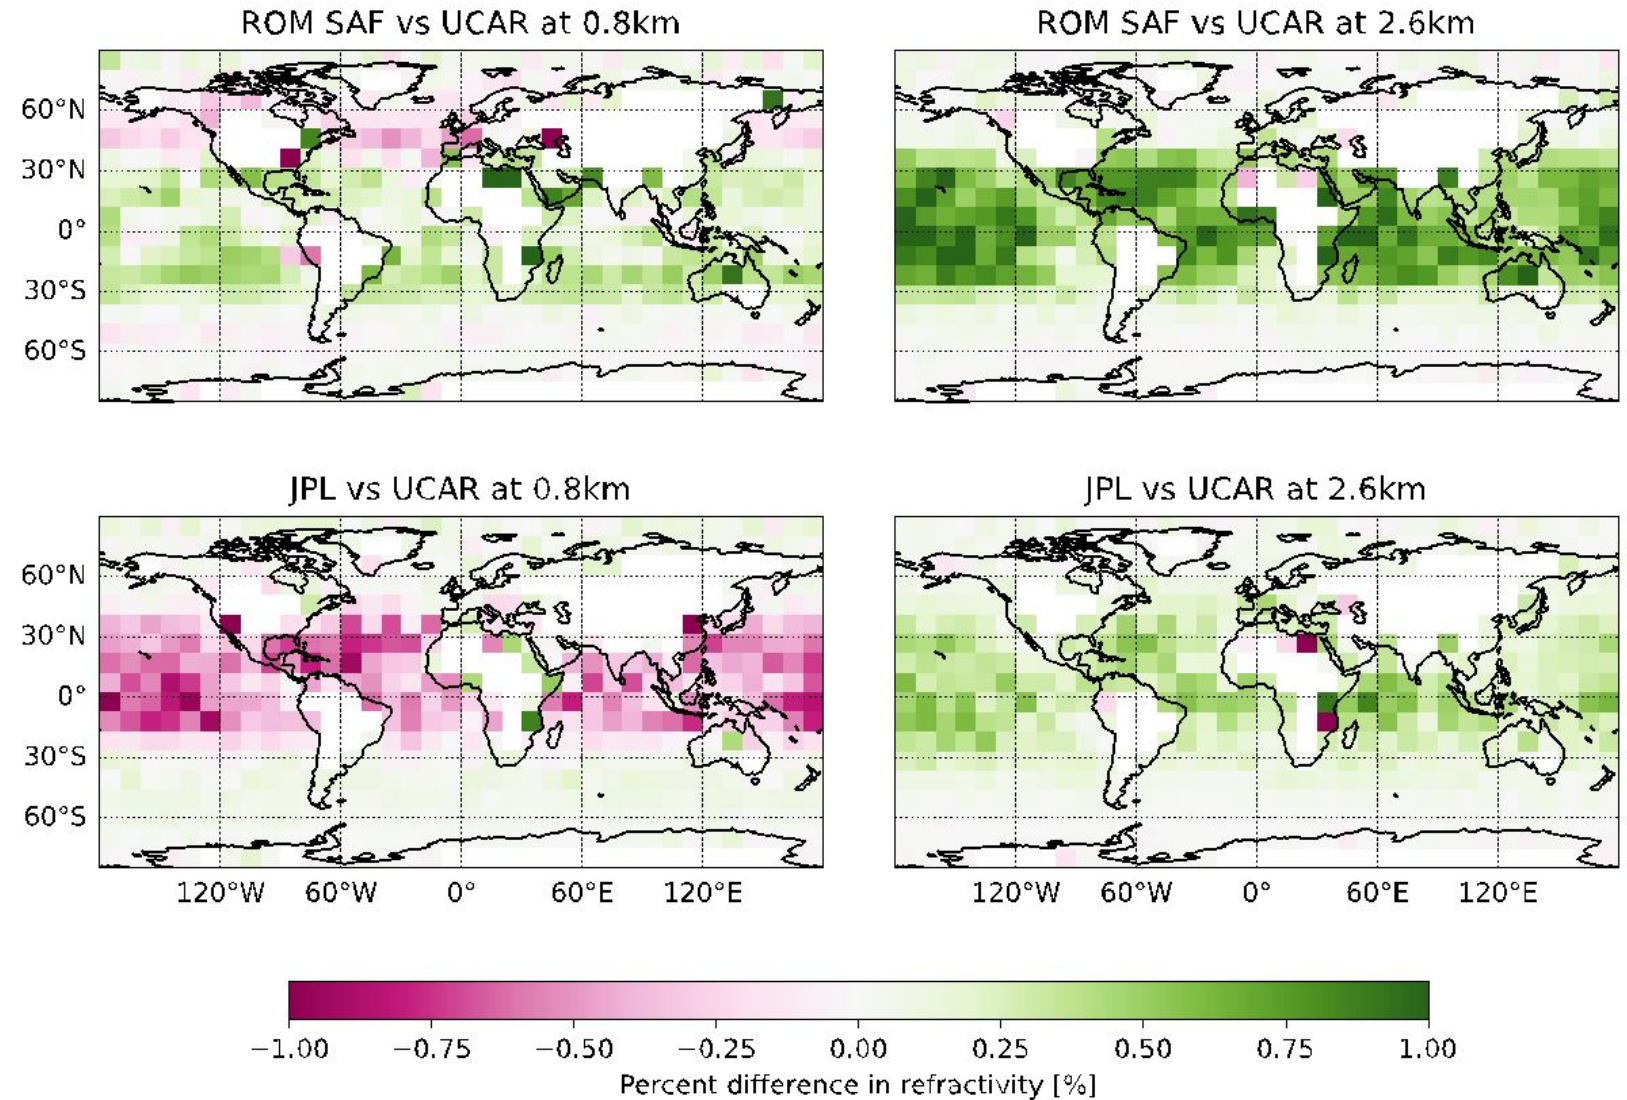 ROM SAF vs UCAR at 0.8km
ROM SAF vs UCAR at 2.6km
60°N
30°N
0°
30°S
60°S
JPL vs UCAR at 0.8km
JPL vs UCAR at 2.6km
60°N
30°N
0°
30°S
60°S
120°W 60°W 0° 60°E 120°E
120°W 60°W 0° 60°E 120°E
−1.00 −0.75 −0.50 −0.25 0.00 0.25 0.50 0.75 1.00
Percent difference in refractivity [%]